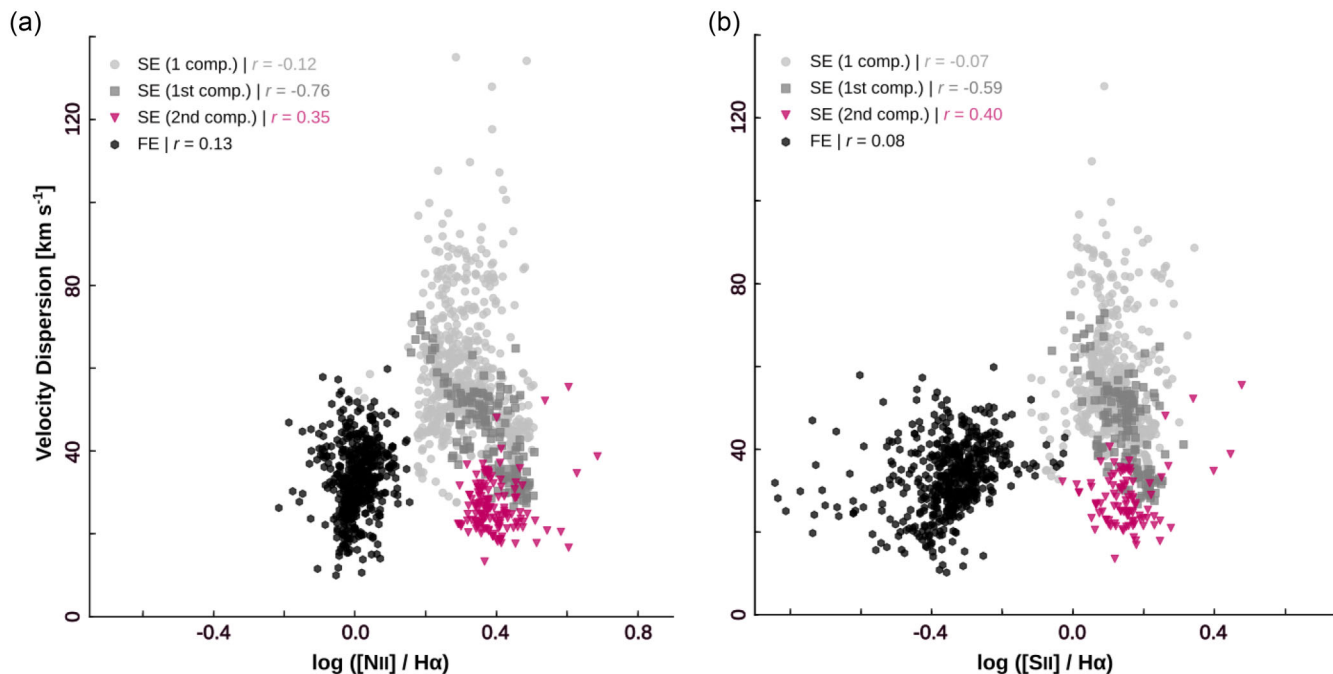 (a)
SE (1 comp.) | r = -0.12
SE (1st comp.) | r = -0.76
SE (2nd comp.) | r = 0.35
FE | r = 0.13
120
80
40
0
Velocity Dispersion [km s⁻¹]
-0.4 0.0 0.4 0.8
log ([NII] / Hα)
(b)
SE (1 comp.) | r = -0.07
SE (1st comp.) | r = -0.59
SE (2nd comp.) | r = 0.40
FE | r = 0.08
120
80
40
0
-0.4 0.0 0.4
log ([SII] / Hα)